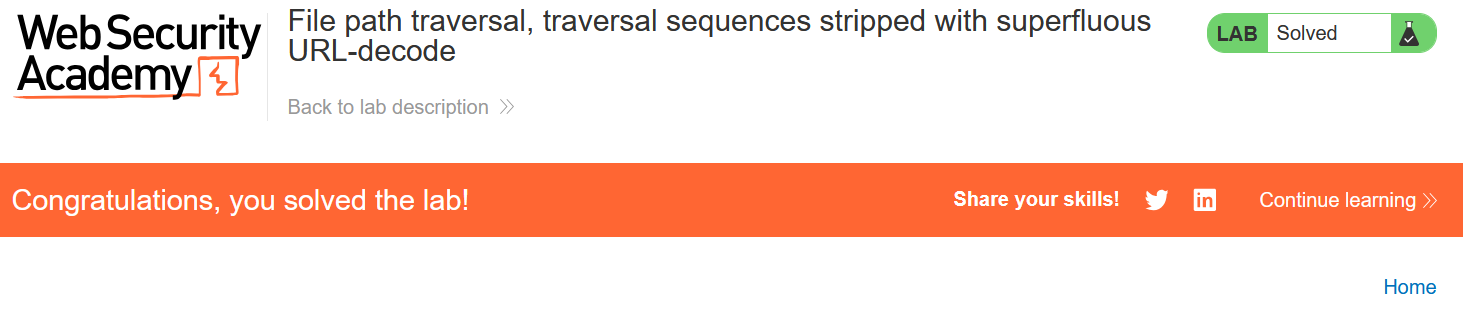 Web Security
Academy
File path traversal, traversal sequences stripped with superfluous
URL-decode
Back to lab description
LAB Solved
Congratulations, you solved the lab!
Share your skills!
in
Continue learning
Home